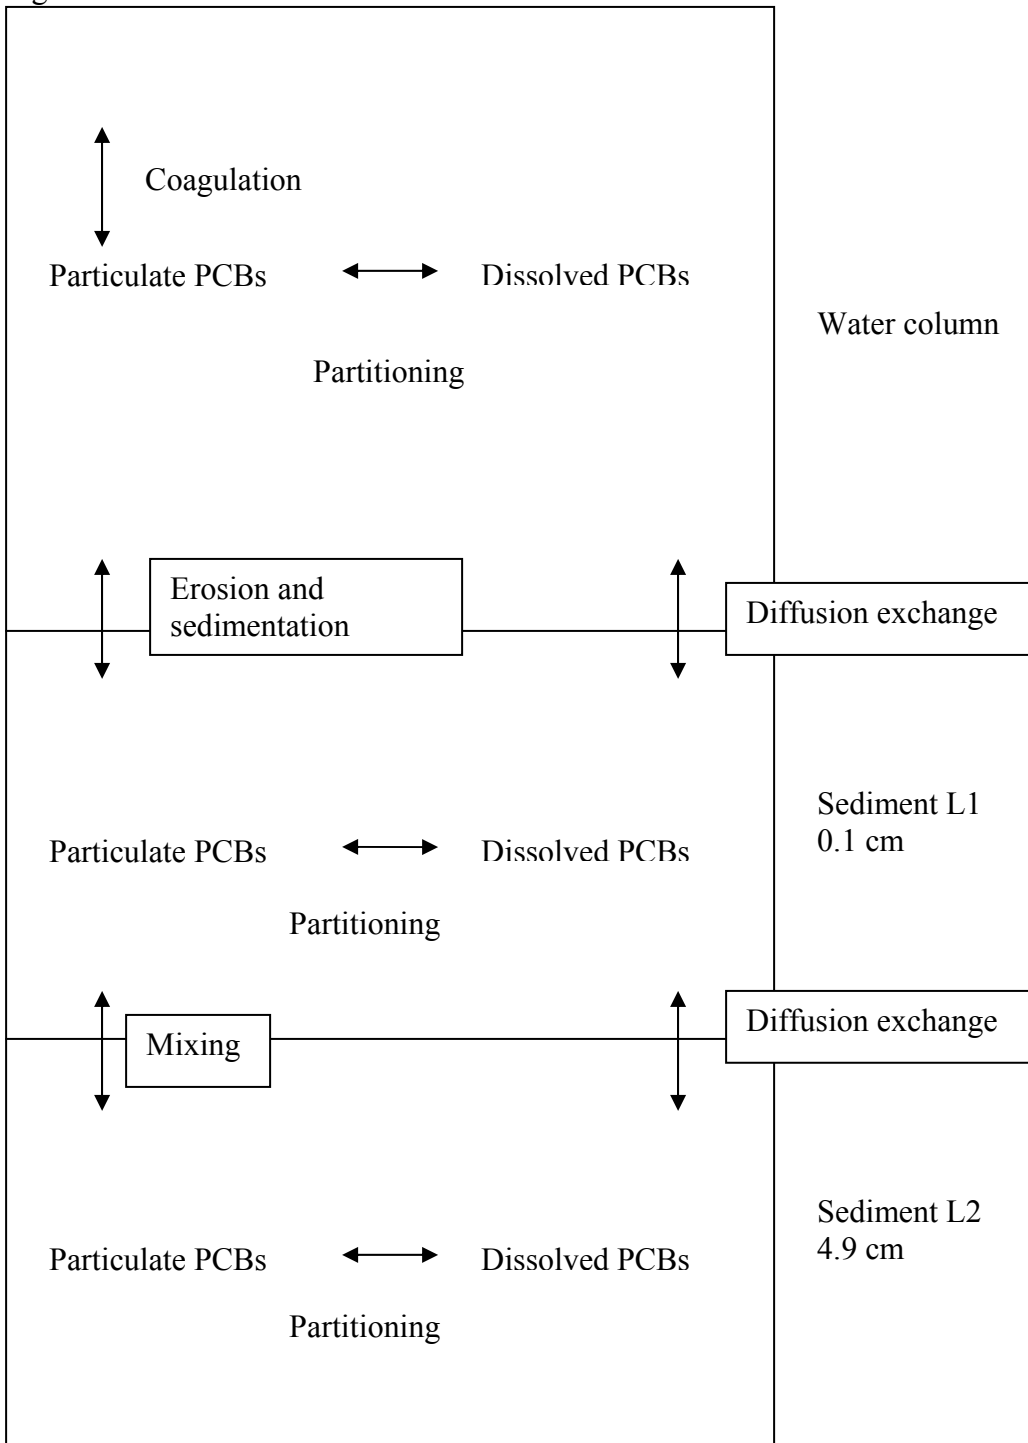 Coagulation
Particulate PCBs
Dissolved PCBs
Water column
Partitioning
Erosion and
sedimentation
Diffusion exchange
Sediment L1
0.1 cm
Particulate PCBs
Dissolved PCBs
Partitioning
Diffusion exchange
Mixing
Sediment L2
4.9 cm
Particulate PCBs
Dissolved PCBs
Partitioning